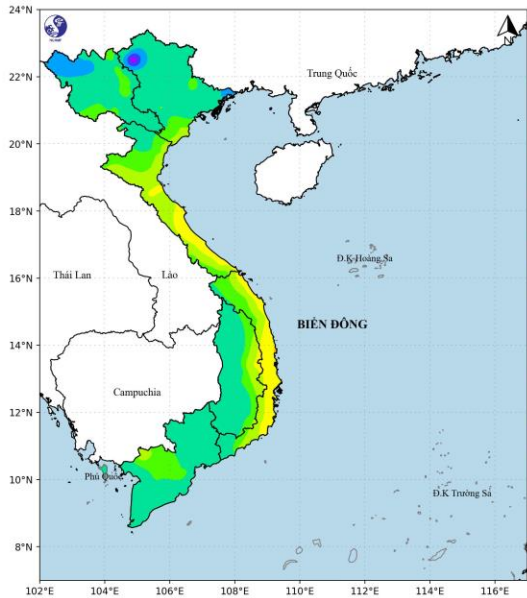 24°N
22°N
20°N
18°N
16°N
14°N
12°N
10°N
8°N
N
Trung Quốc
Thái Lan
Lào
Đ.K Hoàng Sa
BIỂN ĐÔNG
Campuchia
Phú Quốc
Đ.K Trường Sa
102°E 104°E 106°E 108°E 110°E 112°E 114°E 116°E